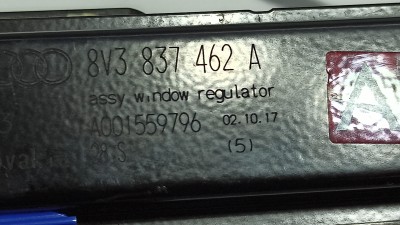 8V3 837 462 A
assy. window regulator
A001559796 02.10.17
(5)
A